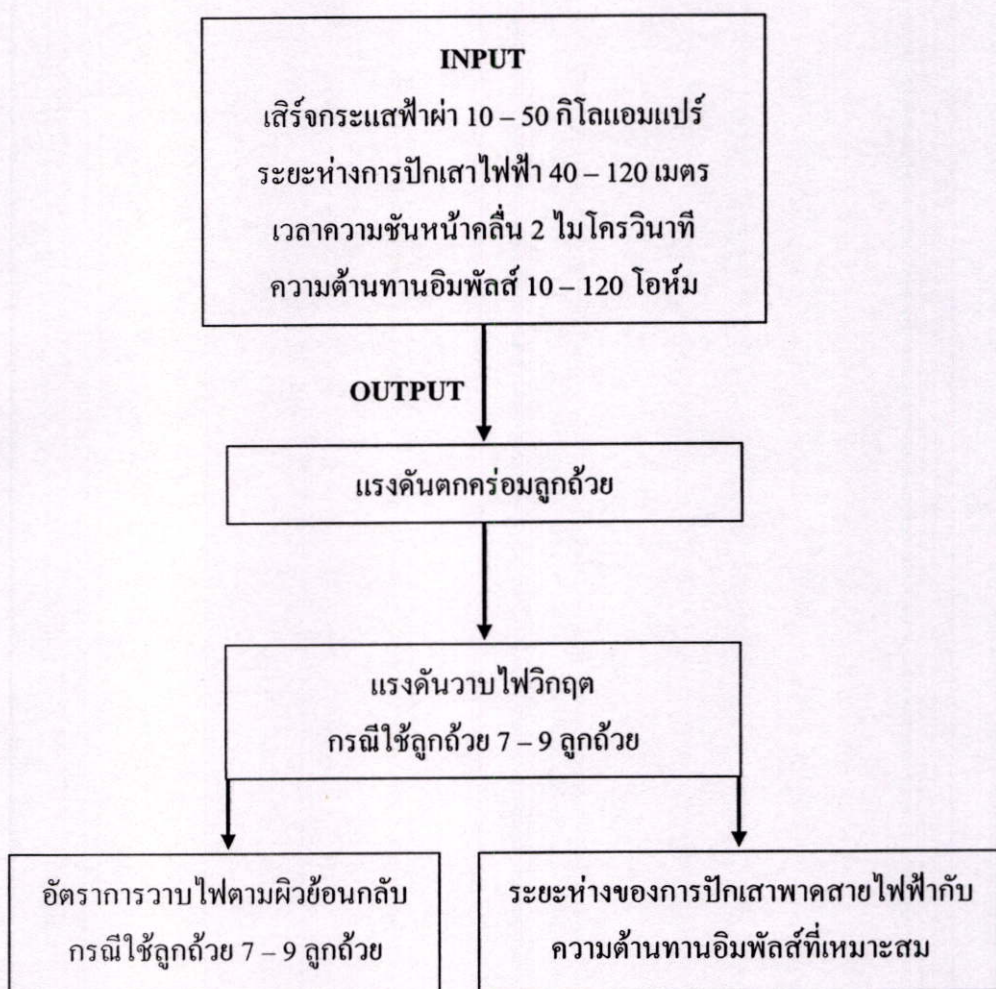 INPUT
เสิร์จกระแสฟ้าผ่า 10 – 50 กิโลแอมแปร์
ระยะห่างการปักเสาไฟฟ้า 40 – 120 เมตร
เวลาความชันหน้าคลื่น 2 ไมโครวินาที
ความต้านทานอิมพัลส์ 10 – 120 โอห์ม
OUTPUT
แรงดันตกคร่อมลูกถ้วย
แรงดันวาบไฟวิกฤต
กรณีใช้ลูกถ้วย 7 – 9 ลูกถ้วย
อัตราการวาบไฟตามผิวย้อนกลับ
กรณีใช้ลูกถ้วย 7 – 9 ลูกถ้วย
ระยะห่างของการปักเสาพาดสายไฟฟ้ากับ
ความต้านทานอิมพัลส์ที่เหมาะสม